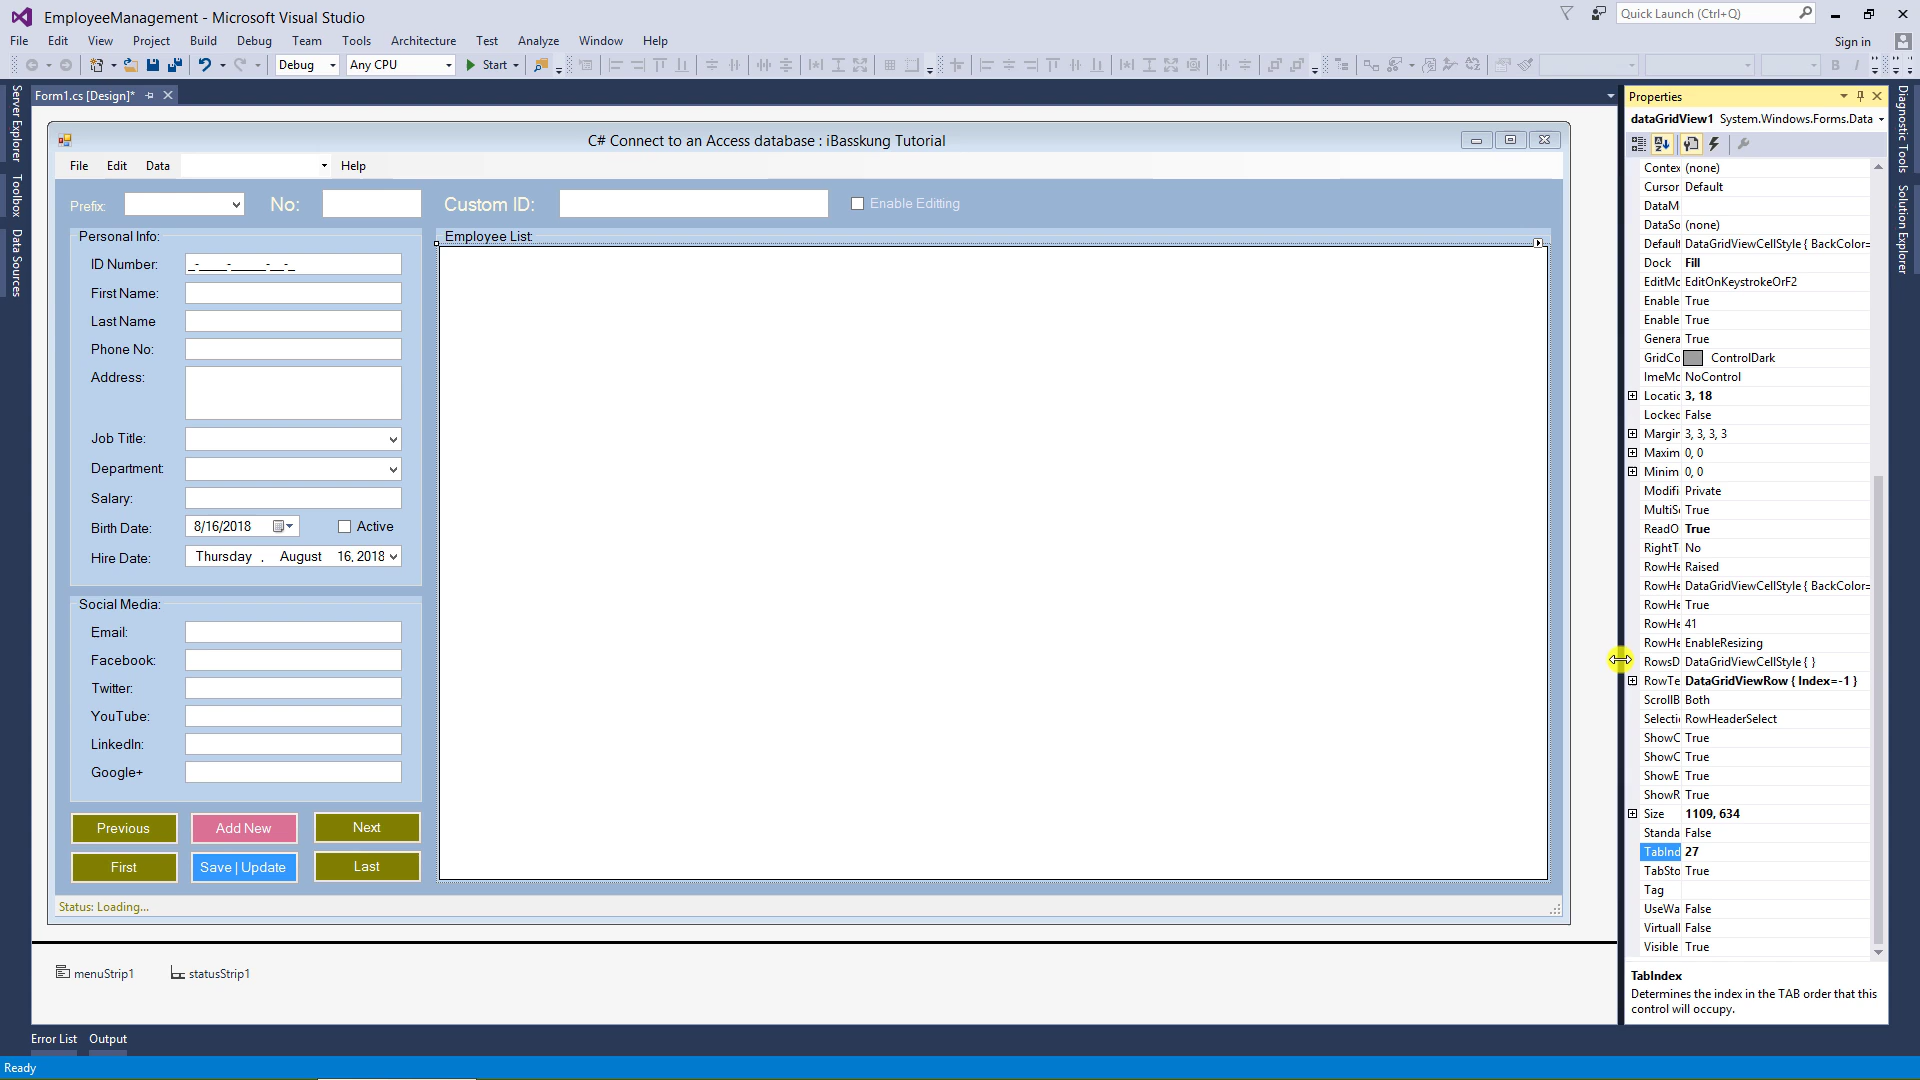 EmployeeManagement - Microsoft Visual Studio
Quick Launch (Ctrl+Q)
File Edit View Project Build Debug Team Tools Architecture Test Analyze Window Help
Sign in
Debug Any CPU Start
B I
Form1.cs [Design]*
Server Explorer
Toolbox
Data Sources
C# Connect to an Access database : iBasskung Tutorial
File Edit Data Help
Prefix: No: Custom ID: Enable Editting
Personal Info:
ID Number: _-____-_____-__-_
First Name:
Last Name
Phone No:
Address:
Job Title:
Department:
Salary:
Birth Date: 8/16/2018 Active
Hire Date: Thursday , August 16, 2018
Social Media:
Email:
Facebook:
Twitter:
YouTube:
LinkedIn:
Google+
Previous Add New Next
First Save | Update Last
Employee List:
Status: Loading...
menuStrip1 statusStrip1
Properties
dataGridView1 System.Windows.Forms.Data
Contex (none)
Cursor Default
DataM
DataSo (none)
Default DataGridViewCellStyle { BackColor=
Dock Fill
EditMo EditOnKeystrokeOrF2
Enable True
Enable True
Genera True
GridCo ControlDark
ImeMo NoControl
Locatio 3, 18
Locked False
Margin 3, 3, 3, 3
Maxim 0, 0
Minim 0, 0
Modifi Private
MultiSe True
ReadO True
RightT No
RowHe Raised
RowHe DataGridViewCellStyle { BackColor=
RowHe True
RowHe 41
RowHe EnableResizing
RowsD DataGridViewCellStyle { }
RowTe DataGridViewRow { Index=-1 }
ScrollB Both
Selecti RowHeaderSelect
ShowC True
ShowC True
ShowE True
ShowR True
Size 1109, 634
Standa False
TabInd 27
TabSto True
Tag
UseWa False
Virtuall False
Visible True
TabIndex
Determines the index in the TAB order that this
control will occupy.
Diagnostic Tools
Solution Explorer
Error List Output
Ready